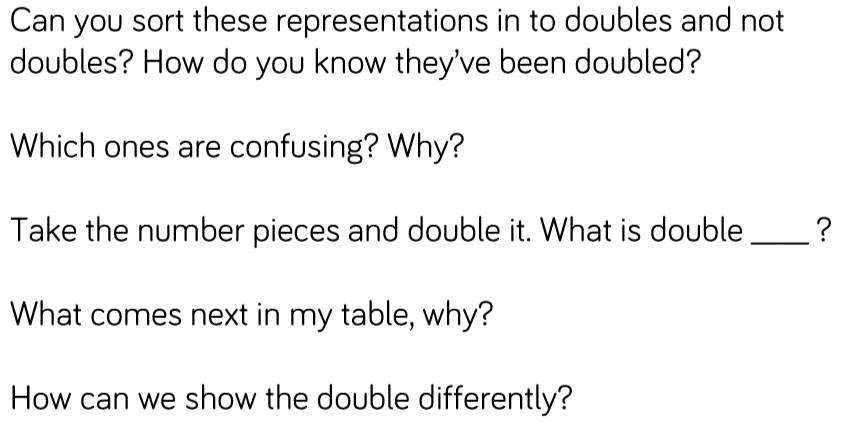 Can you sort these representations in to doubles and not
doubles? How do you know they've been doubled?
Which ones are confusing? Why?
Take the number pieces and double it. What is double ____ ?
What comes next in my table, why?
How can we show the double differently?